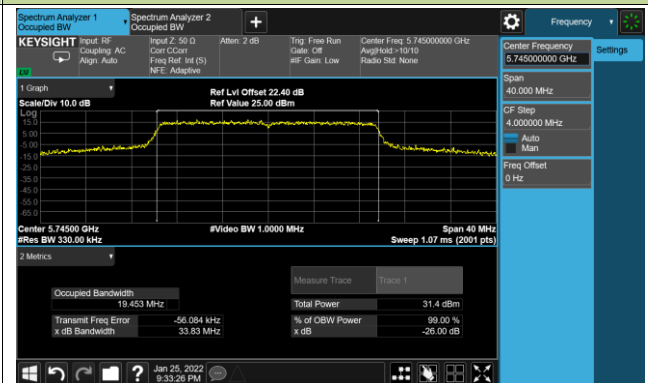 Spectrum Analyzer 1
Occupied BW
Spectrum Analyzer 2
Occupied BW
+
Frequency
KEYSIGHT
Input: RF
Coupling: AC
Align: Auto
Input Z: 50 Ω
Corr CCorr
Freq Ref: Int (S)
NFE: Adaptive
Atten: 2 dB
Trig: Free Run
Gate: Off
#IF Gain: Low
Center Freq: 5.745000000 GHz
Avg|Hold:>10/10
Radio Std: None
Center Frequency
5.745000000 GHz
Settings
Span
40.000 MHz
CF Step
4.000000 MHz
Auto
Man
Freq Offset
0 Hz
1 Graph
Scale/Div 10.0 dB
Ref Lvl Offset 22.40 dB
Ref Value 25.00 dBm
Log
15.0
5.00
-5.00
-15.0
-25.0
-35.0
-45.0
-55.0
-65.0
Center 5.74500 GHz
#Video BW 1.0000 MHz
Span 40 MHz
#Res BW 330.00 kHz
Sweep 1.07 ms (2001 pts)
2 Metrics
Measure Trace
Trace 1
Occupied Bandwidth
19.453 MHz
Total Power
31.4 dBm
Transmit Freq Error
-56.084 kHz
% of OBW Power
99.00 %
x dB Bandwidth
33.83 MHz
x dB
-26.00 dB
?
Jan 25, 2022
9:33:26 PM